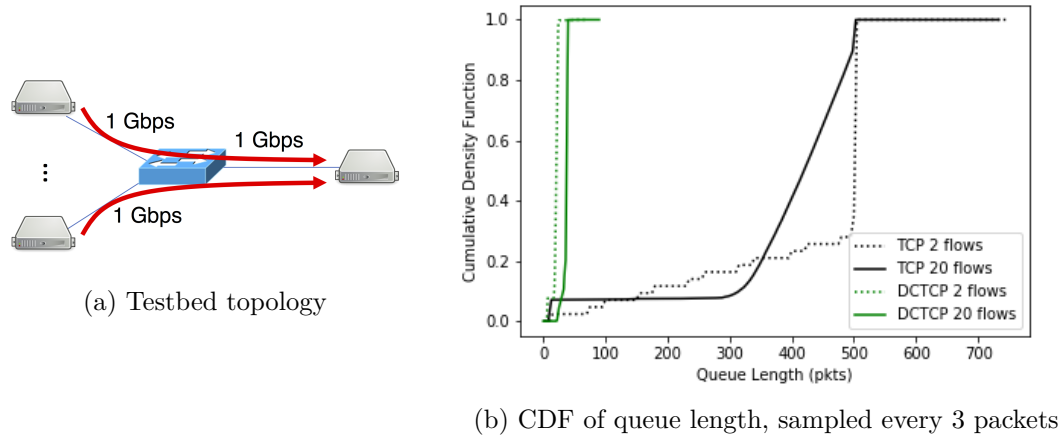 1 Gbps
1 Gbps
1 Gbps
...
(a) Testbed topology
Cumulative Density Function
1.0
0.8
0.6
0.4
0.2
0.0
0 100 200 300 400 500 600 700
Queue Length (pkts)
TCP 2 flows
TCP 20 flows
DCTCP 2 flows
DCTCP 20 flows
(b) CDF of queue length, sampled every 3 packets